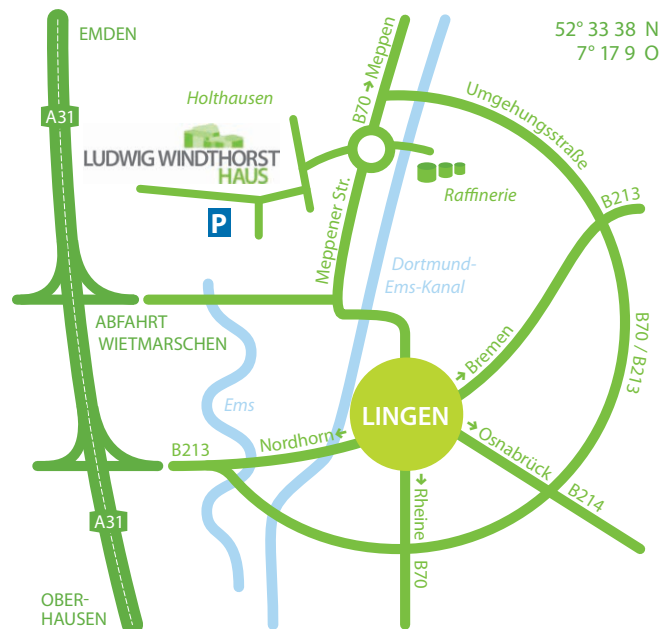 EMDEN
52° 33 38 N
7° 17 9 O
A31
Holthausen
B70 → Meppen
Umgehungsstraße
LUDWIG WINDTHORST
HAUS
Raffinerie
B213
P
Meppener Str.
Dortmund-
Ems-Kanal
ABFAHRT
WIETMARSCHEN
B70 / B213
→ Bremen
Ems
LINGEN
B213
Nordhorn ←
→ Osnabrück
B214
→ Rheine
B70
A31
OBER-
HAUSEN